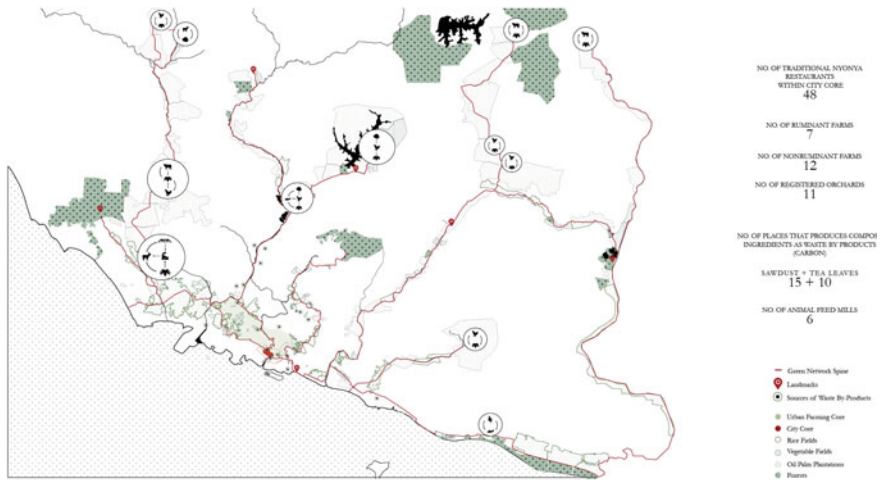 NO. OF TRADITIONAL NYONYA
RESTAURANTS
WITHIN CITY CORE
48
NO. OF RUMINANT FARMS
7
NO. OF NONRUMINANT FARMS
12
NO. OF REGISTERED ORCHARDS
11
NO. OF PLACES THAT PRODUCES COMPOST
INGREDIENTS AS WASTE BY PRODUCTS
(CARBON)
SAWDUST + TEA LEAVES
15 + 10
NO. OF ANIMAL FEED MILLS
6
Green Network Spine
Landmarks
Sources of Waste By-Products
Urban Farming Core
City Core
Rice Fields
Vegetable Fields
Oil Palm Plantations
Forests